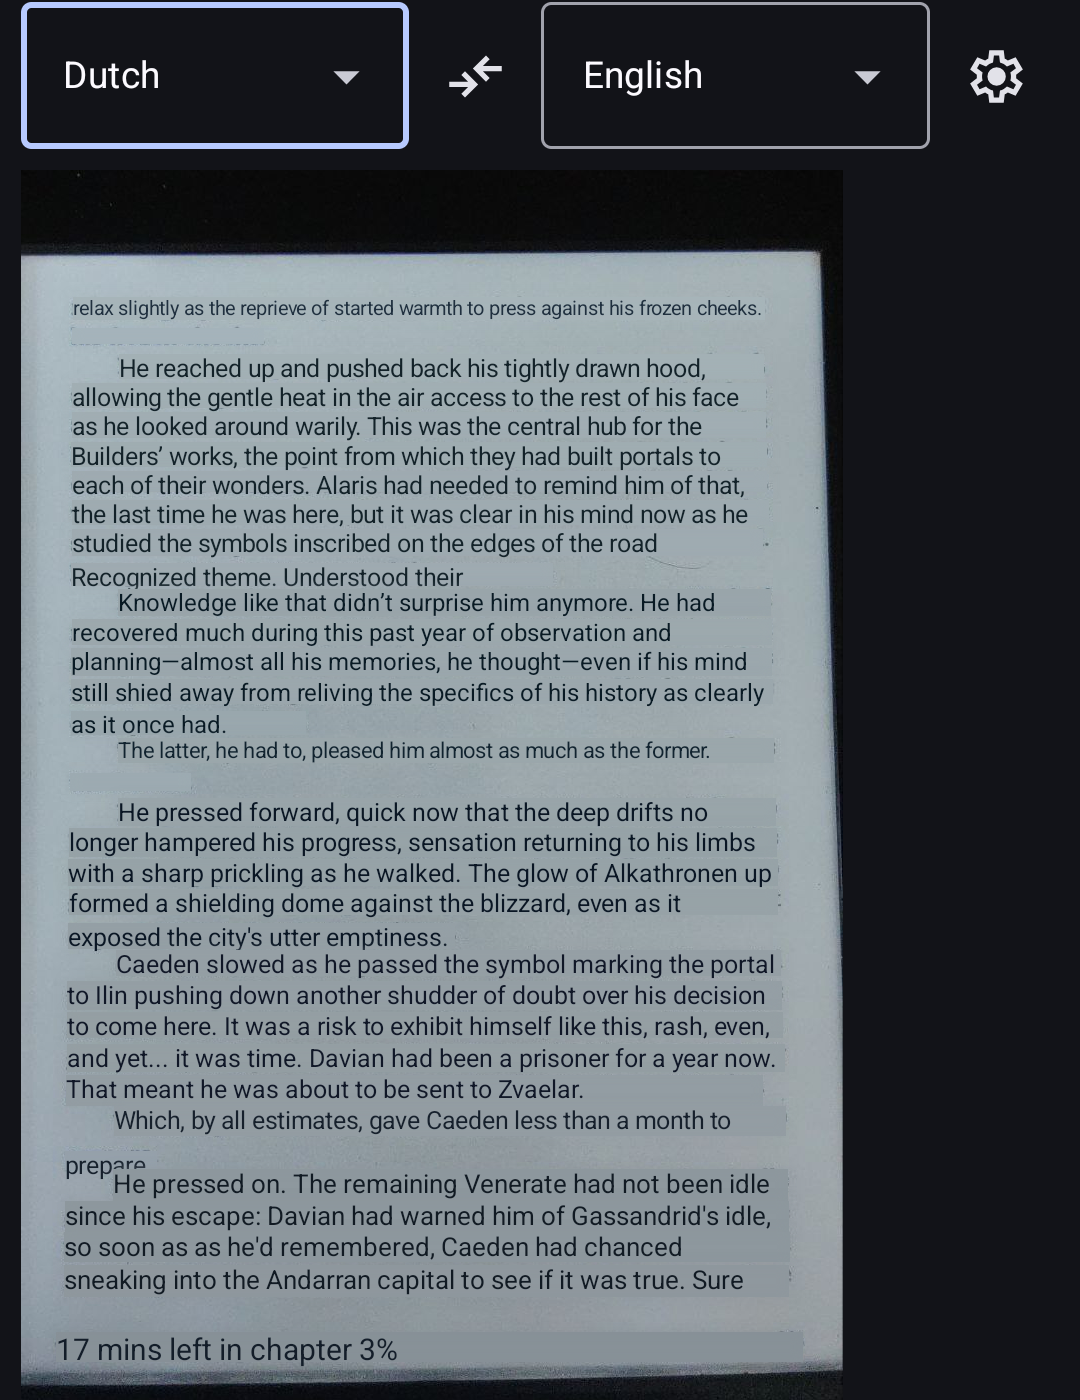 Dutch
English
relax slightly as the reprieve of started warmth to press against his frozen cheeks.
He reached up and pushed back his tightly drawn hood,
allowing the gentle heat in the air access to the rest of his face
as he looked around warily. This was the central hub for the
Builders’ works, the point from which they had built portals to
each of their wonders. Alaris had needed to remind him of that,
the last time he was here, but it was clear in his mind now as he
studied the symbols inscribed on the edges of the road
Recognized theme. Understood their
Knowledge like that didn’t surprise him anymore. He had
recovered much during this past year of observation and
planning—almost all his memories, he thought—even if his mind
still shied away from reliving the specifics of his history as clearly
as it once had.
The latter, he had to, pleased him almost as much as the former.
He pressed forward, quick now that the deep drifts no
longer hampered his progress, sensation returning to his limbs
with a sharp prickling as he walked. The glow of Alkathronen up
formed a shielding dome against the blizzard, even as it
exposed the city's utter emptiness.
Caeden slowed as he passed the symbol marking the portal
to Ilin pushing down another shudder of doubt over his decision
to come here. It was a risk to exhibit himself like this, rash, even,
and yet... it was time. Davian had been a prisoner for a year now.
That meant he was about to be sent to Zvaelar.
Which, by all estimates, gave Caeden less than a month to
prepare
He pressed on. The remaining Venerate had not been idle
since his escape: Davian had warned him of Gassandrid's idle,
so soon as as he'd remembered, Caeden had chanced
sneaking into the Andarran capital to see if it was true. Sure
17 mins left in chapter 3%